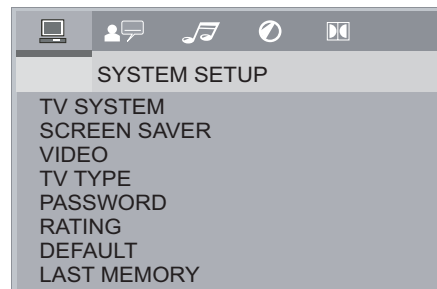 SYSTEM SETUP
TV SYSTEM
SCREEN SAVER
VIDEO
TV TYPE
PASSWORD
RATING
DEFAULT
LAST MEMORY